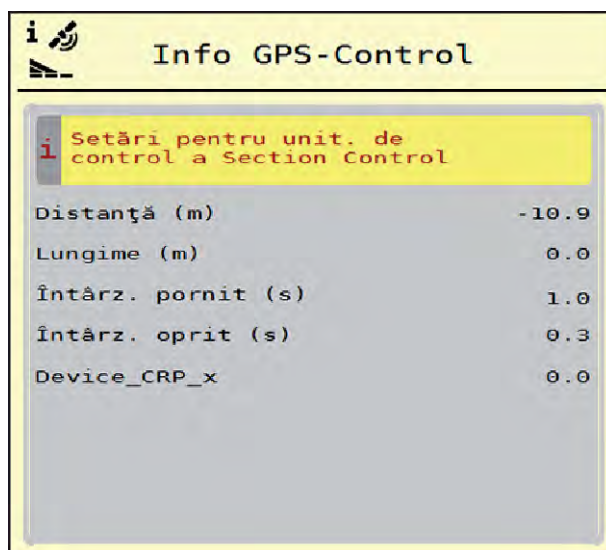 i
Info GPS-Control
i
Setări pentru unit. de
control a Section Control
Distanţă (m) -10.9
Lungime (m) 0.0
Întârz. pornit (s) 1.0
Întârz. oprit (s) 0.3
Device_CRP_x 0.0